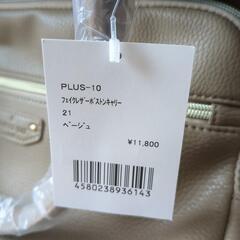 PLUS-10
ﾌｪｲｸﾚｻﾞｰﾎﾞｽﾄﾝｷｬﾘｰ
21
ﾍﾞｰｼﾞｭ
¥11,800
4580238936143